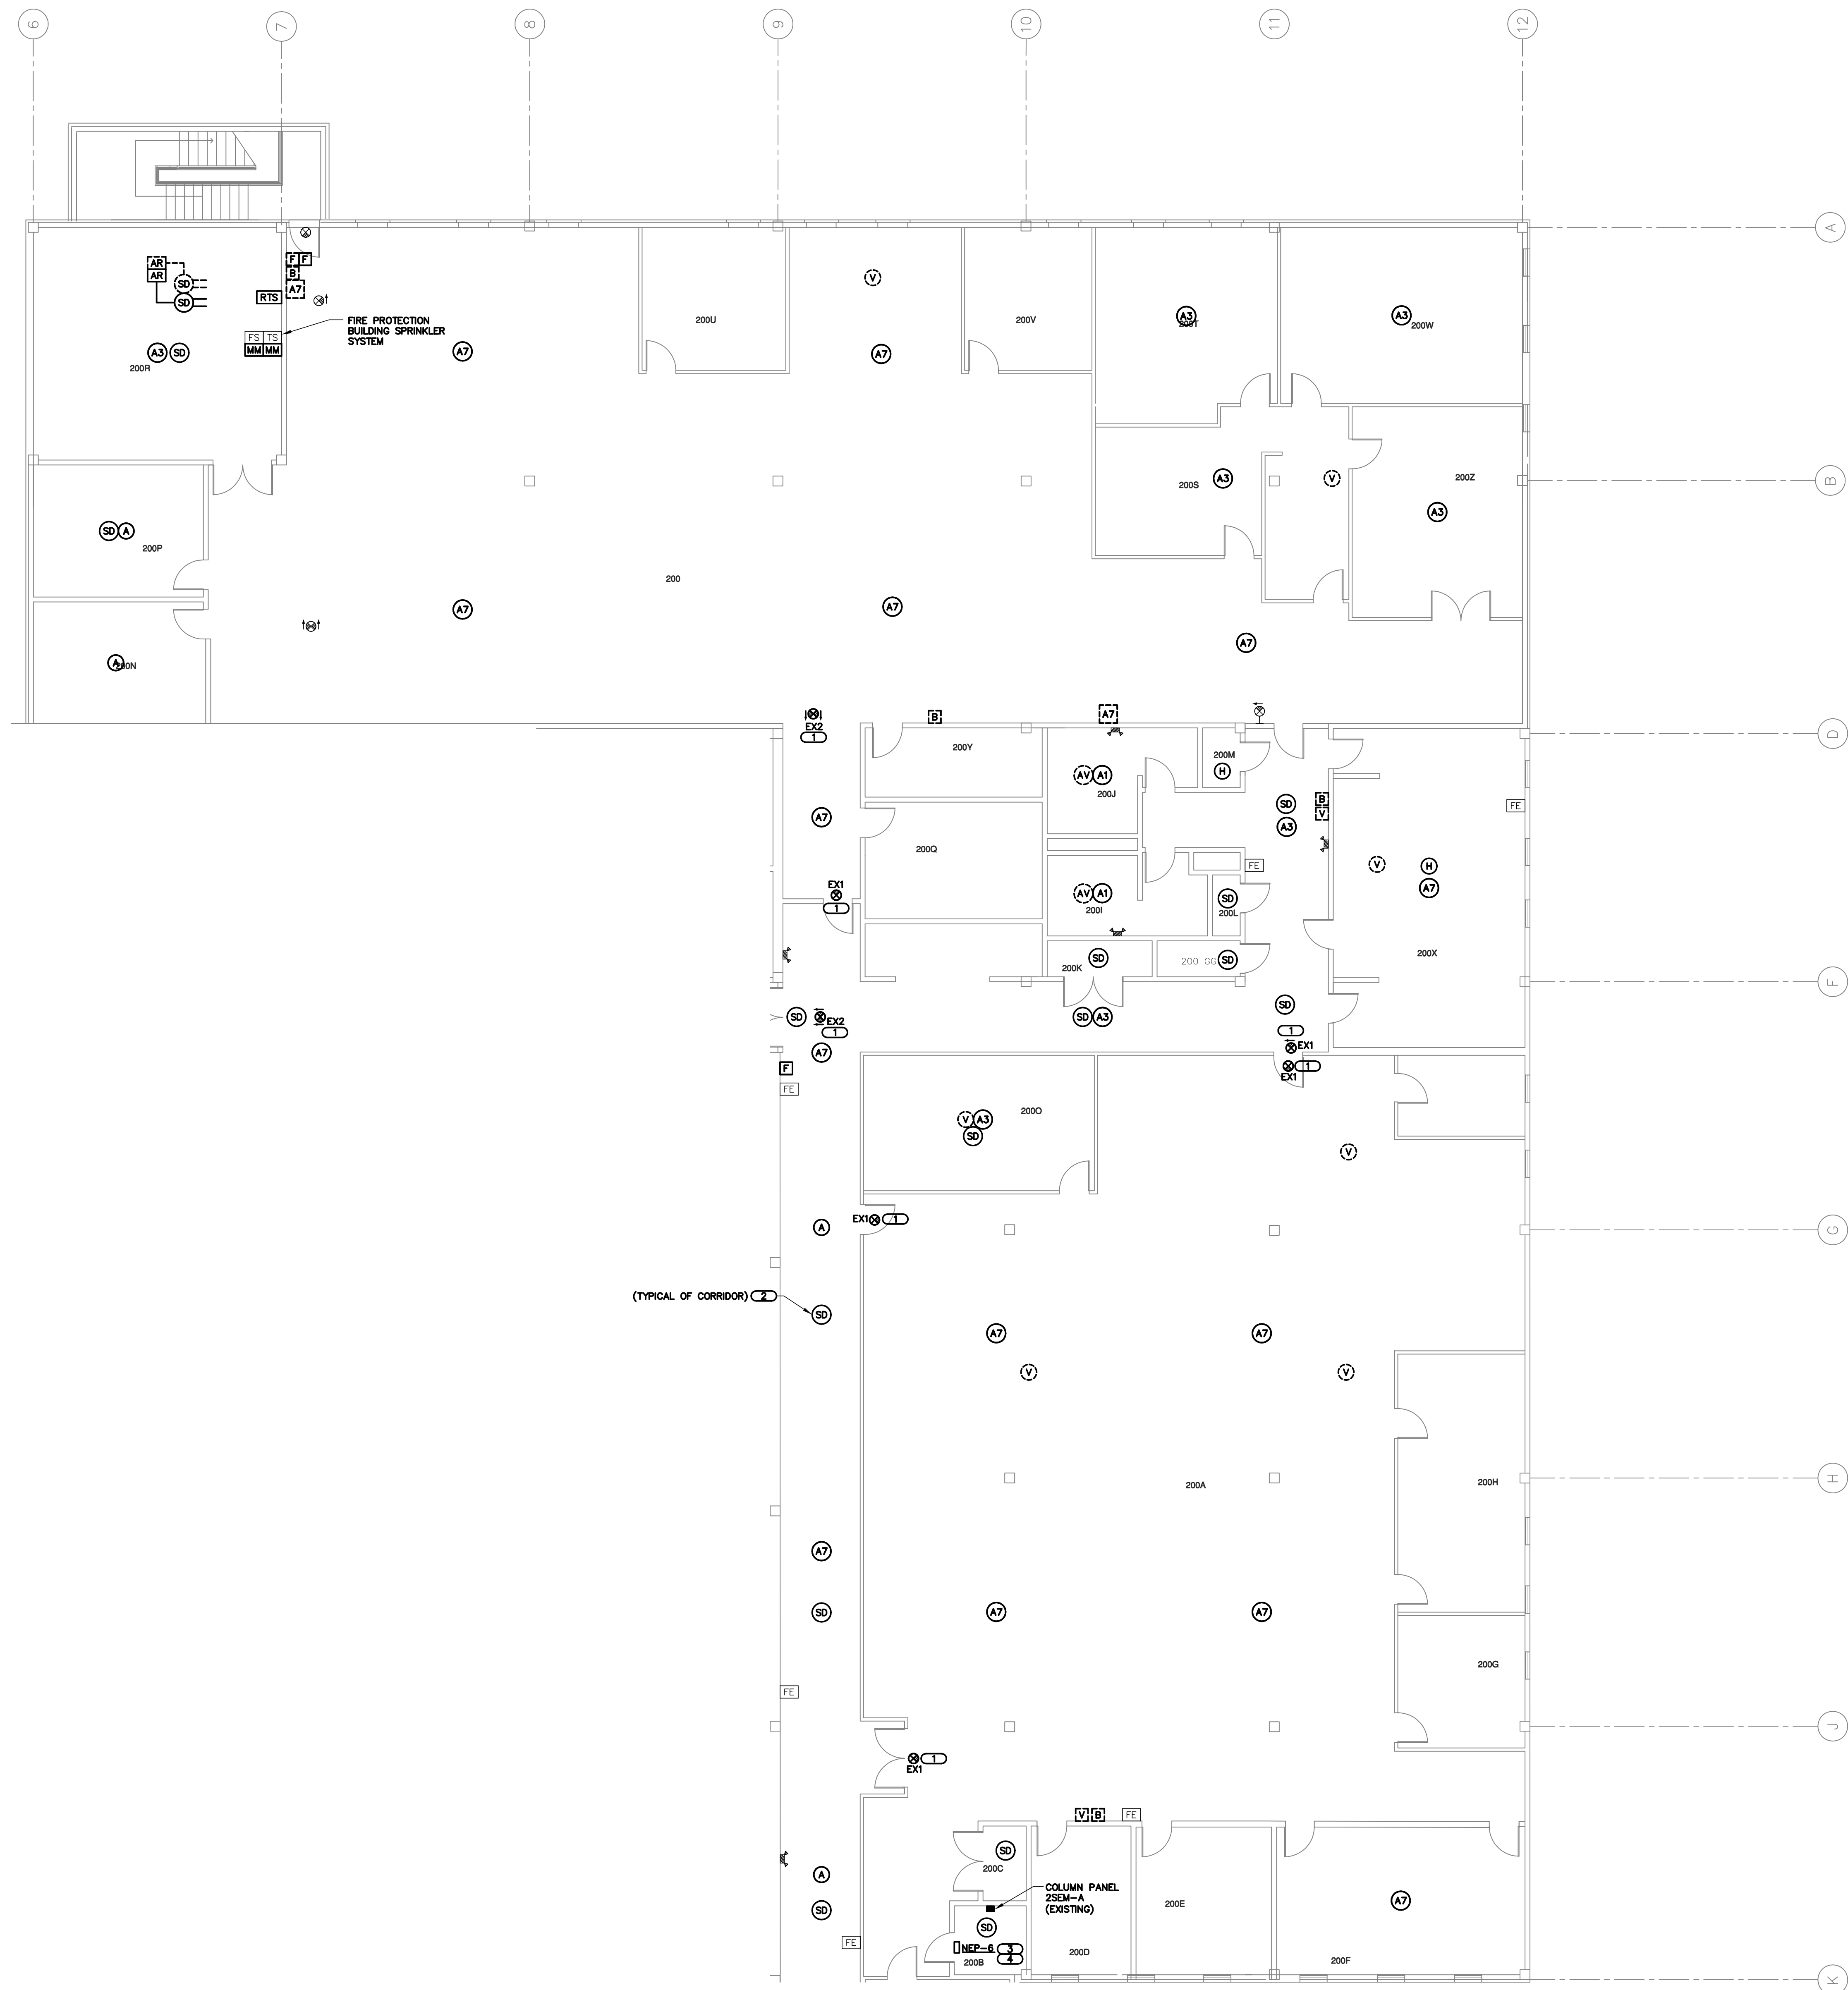 6
7
8
9
10
11
12
A
AR
AR
SD
SD
F F
B
A7
RTS
FIRE PROTECTION
BUILDING SPRINKLER
SYSTEM
FS TS
MM MM
A3 SD
200R
A7
200U
V
A7
200V
A3
200T
A3
200W
B
200S
A3
V
200Z
A3
SD A
200P
200
A7
A7
A7
A
200N
EX2
1
B
A7
D
200Y
200M
H
AV A1
200J
SD
A3
B
V
FE
A7
200Q
FE
V
H
A7
EX1
1
AV A1
200I
SD
200L
200X
SD
200K
200 GG
SD
F
SD
EX2
1
SD A3
SD
1
EX1
1
EX1
A7
F
FE
V A3
SD
200O
V
A
EX1 1
G
(TYPICAL OF CORRIDOR) 2
SD
A7
A7
V
V
200A
200H
H
A7
SD
A7
A7
200G
FE
J
1
EX1
V B
FE
SD
200C
A
SD
COLUMN PANEL
2SEM-A
(EXISTING)
200E
A7
SD
FE
NEP-6 3
4
200B
200D
200F
K